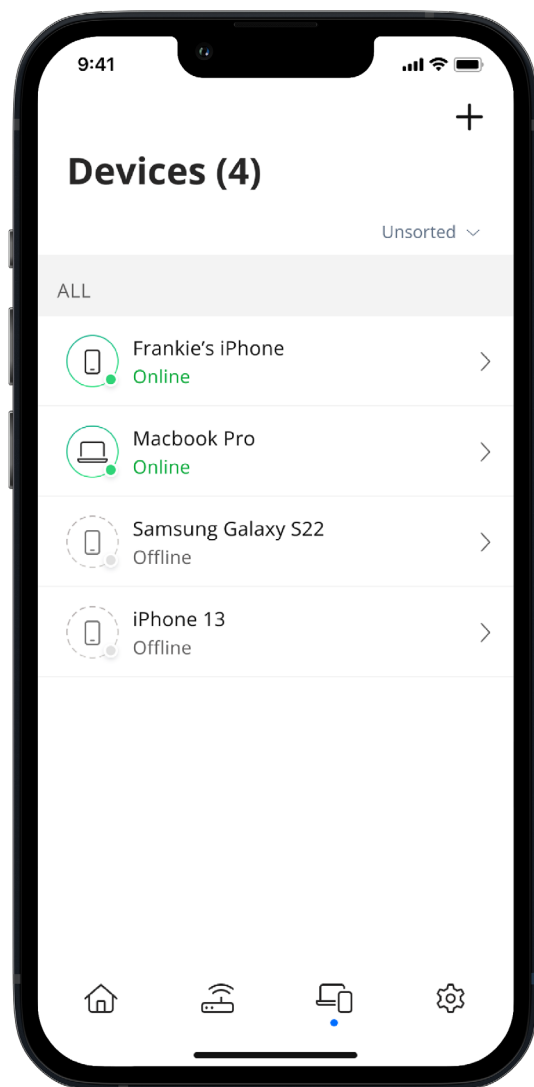 9:41
Devices (4)
Unsorted
ALL
Frankie’s iPhone
Online
Macbook Pro
Online
Samsung Galaxy S22
Offline
iPhone 13
Offline